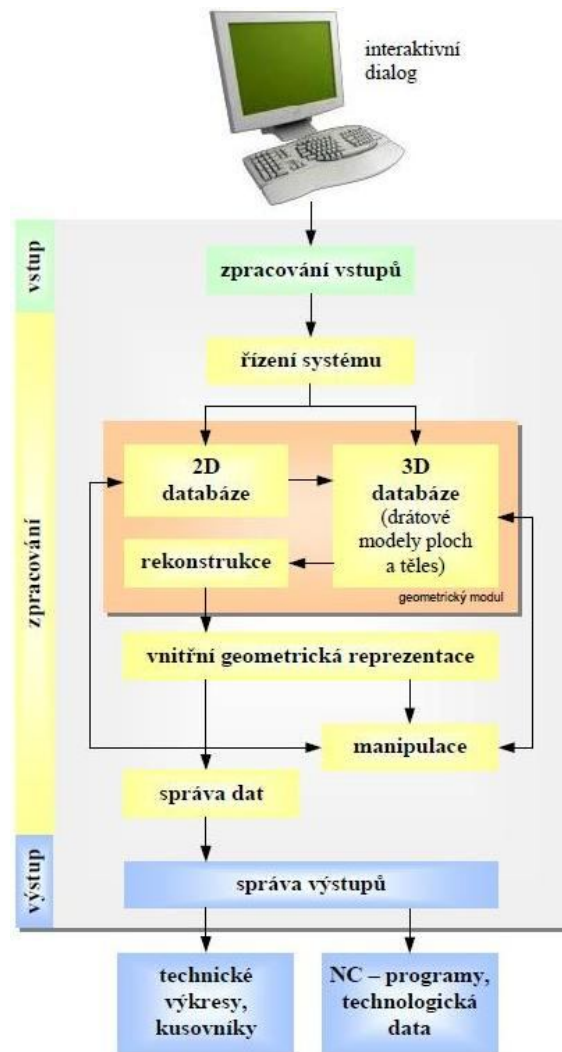 interaktivní
dialog
vstup
zpracování vstupů
zpracování
řízení systému
2D
databáze
3D
databáze
(drátové
modely ploch
a těles)
rekonstrukce
geometrický modul
vnitřní geometrická reprezentace
manipulace
správa dat
výstup
správa výstupů
technické
výkresy,
kusovníky
NC – programy,
technologická
data